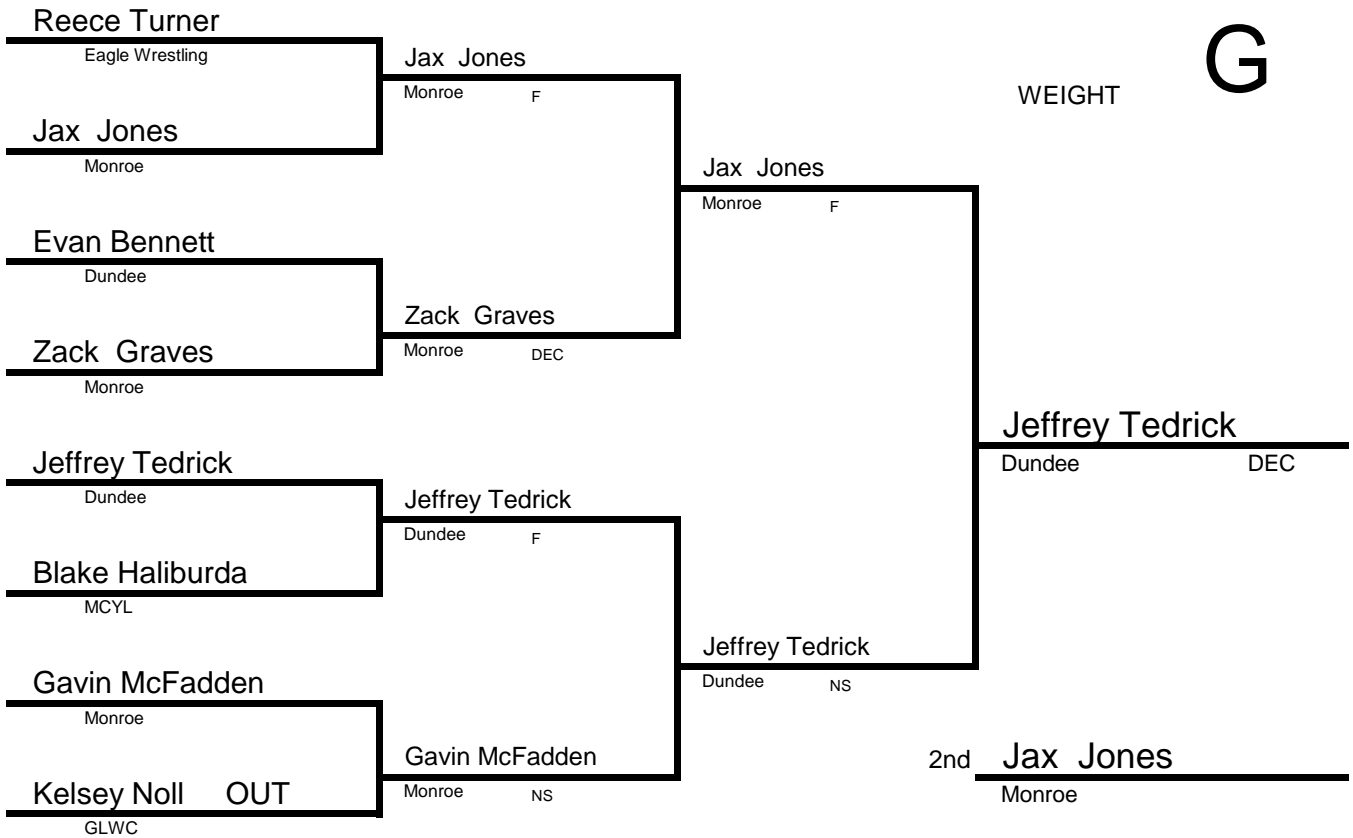 Reece Turner
Eagle Wrestling
Jax  Jones
Monroe
Evan Bennett
Dundee
Zack  Graves
Monroe
Jeffrey Tedrick
Dundee
Blake Haliburda
MCYL
Gavin McFadden
Monroe
Kelsey Noll OUT
GLWC
Jax  Jones
Monroe F
Zack  Graves
Monroe DEC
Jeffrey Tedrick
Dundee F
Gavin McFadden
Monroe NS
Jax  Jones
Monroe F
Jeffrey Tedrick
Dundee NS
WEIGHT G
Jeffrey Tedrick
Dundee DEC
2nd Jax  Jones
Monroe